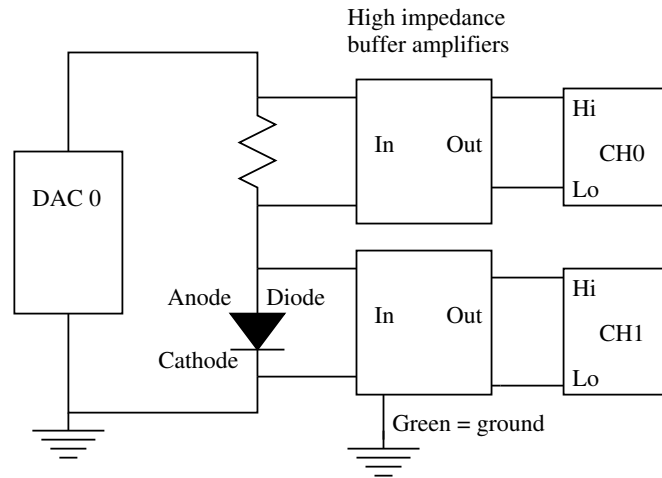 High impedance
buffer amplifiers
Hi
In
Out
CH0
DAC 0
Lo
Anode
Diode
Hi
In
Out
CH1
Cathode
Lo
Green = ground